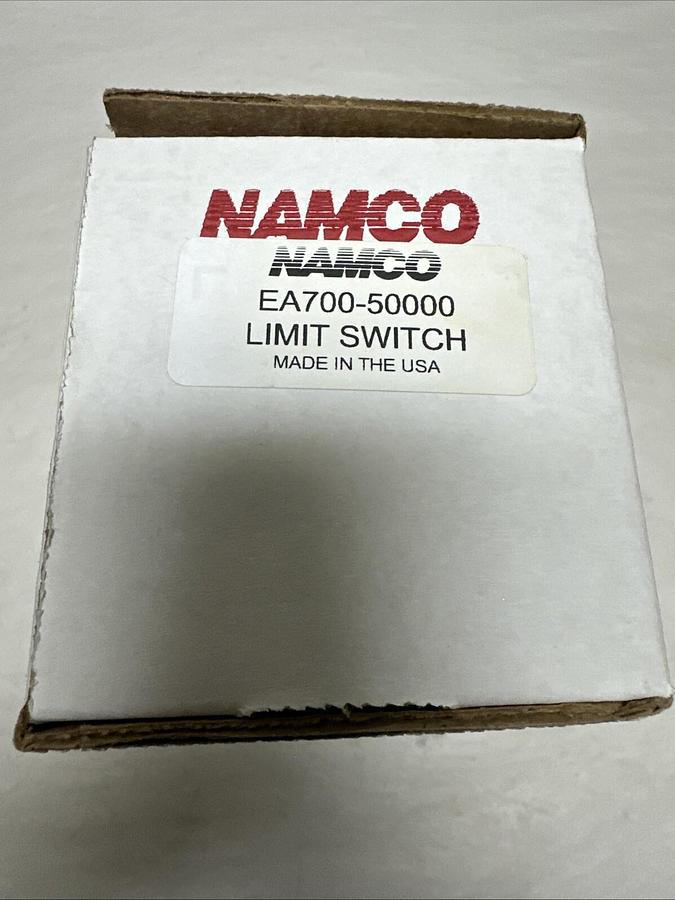 NAMCO
NAMCO
EA700-50000
LIMIT SWITCH
MADE IN THE USA